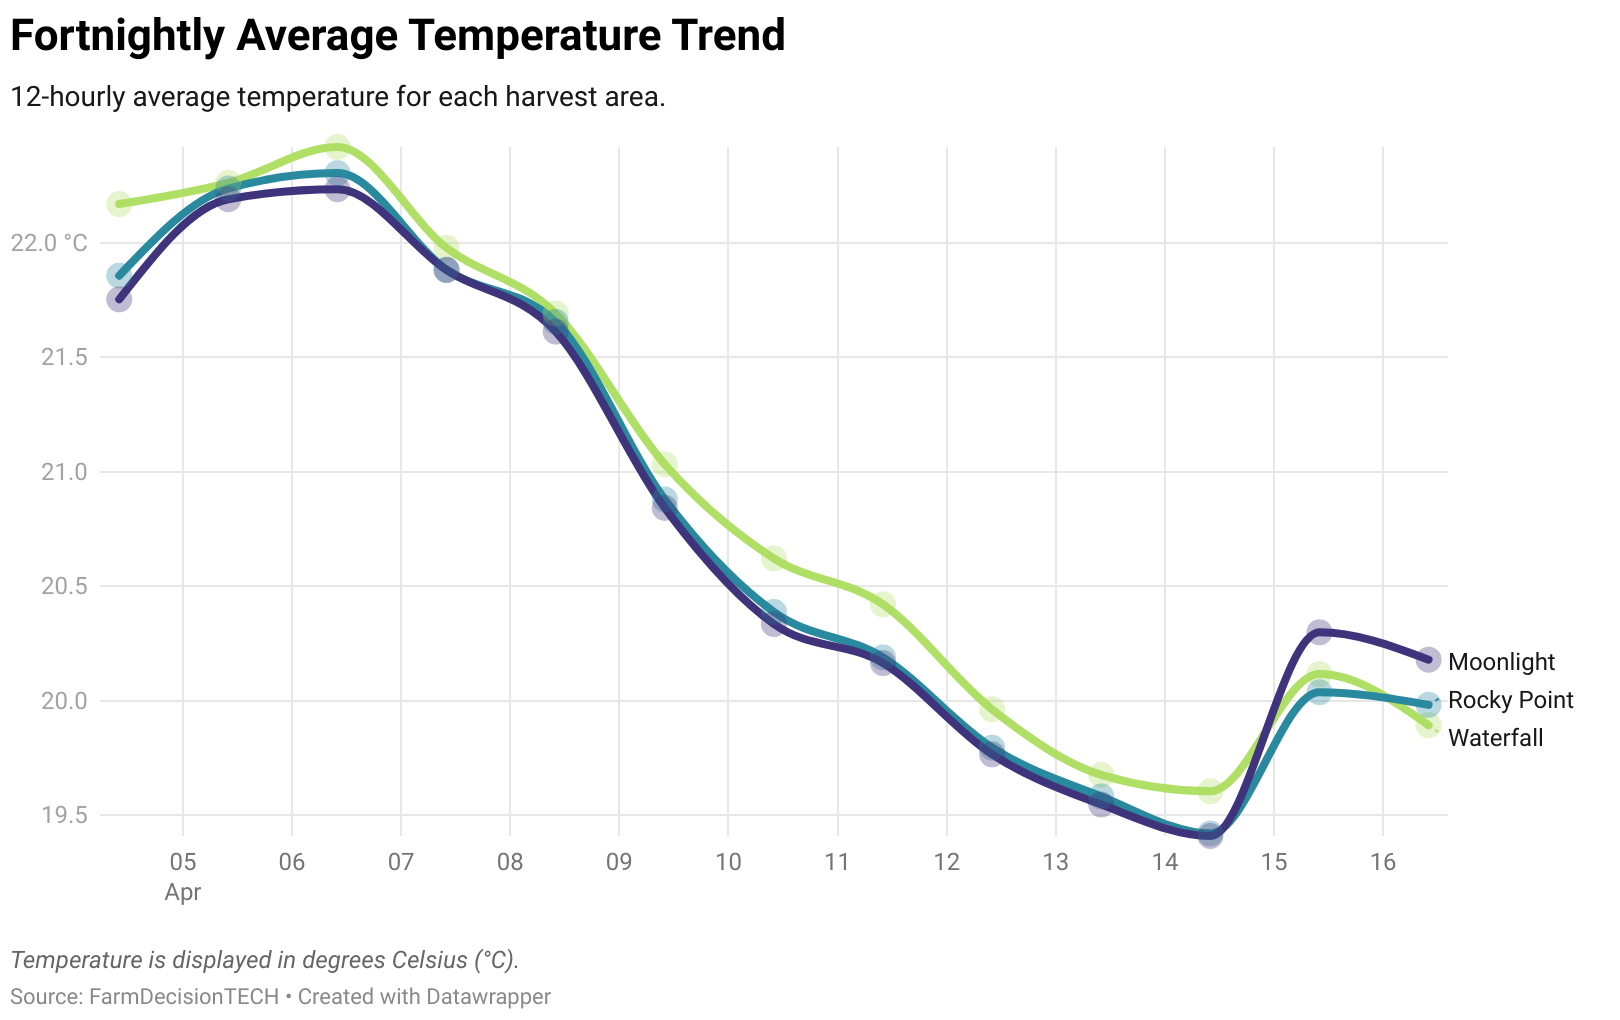 Fortnightly Average Temperature Trend
12-hourly average temperature for each harvest area.
22.0 °C
21.5
21.0
20.5
20.0
19.5
Moonlight
Rocky Point
Waterfall
05 06 07 08 09 10 11 12 13 14 15 16
Apr
Temperature is displayed in degrees Celsius (°C).
Source: FarmDecisionTECH • Created with Datawrapper